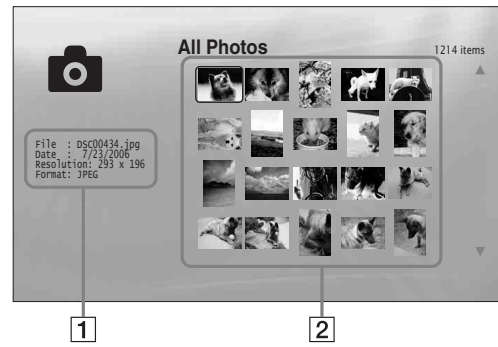 All Photos
1214 items
File : DSC00434.jpg
Date : 7/23/2006
Resolution: 293 x 196
Format: JPEG
1
2